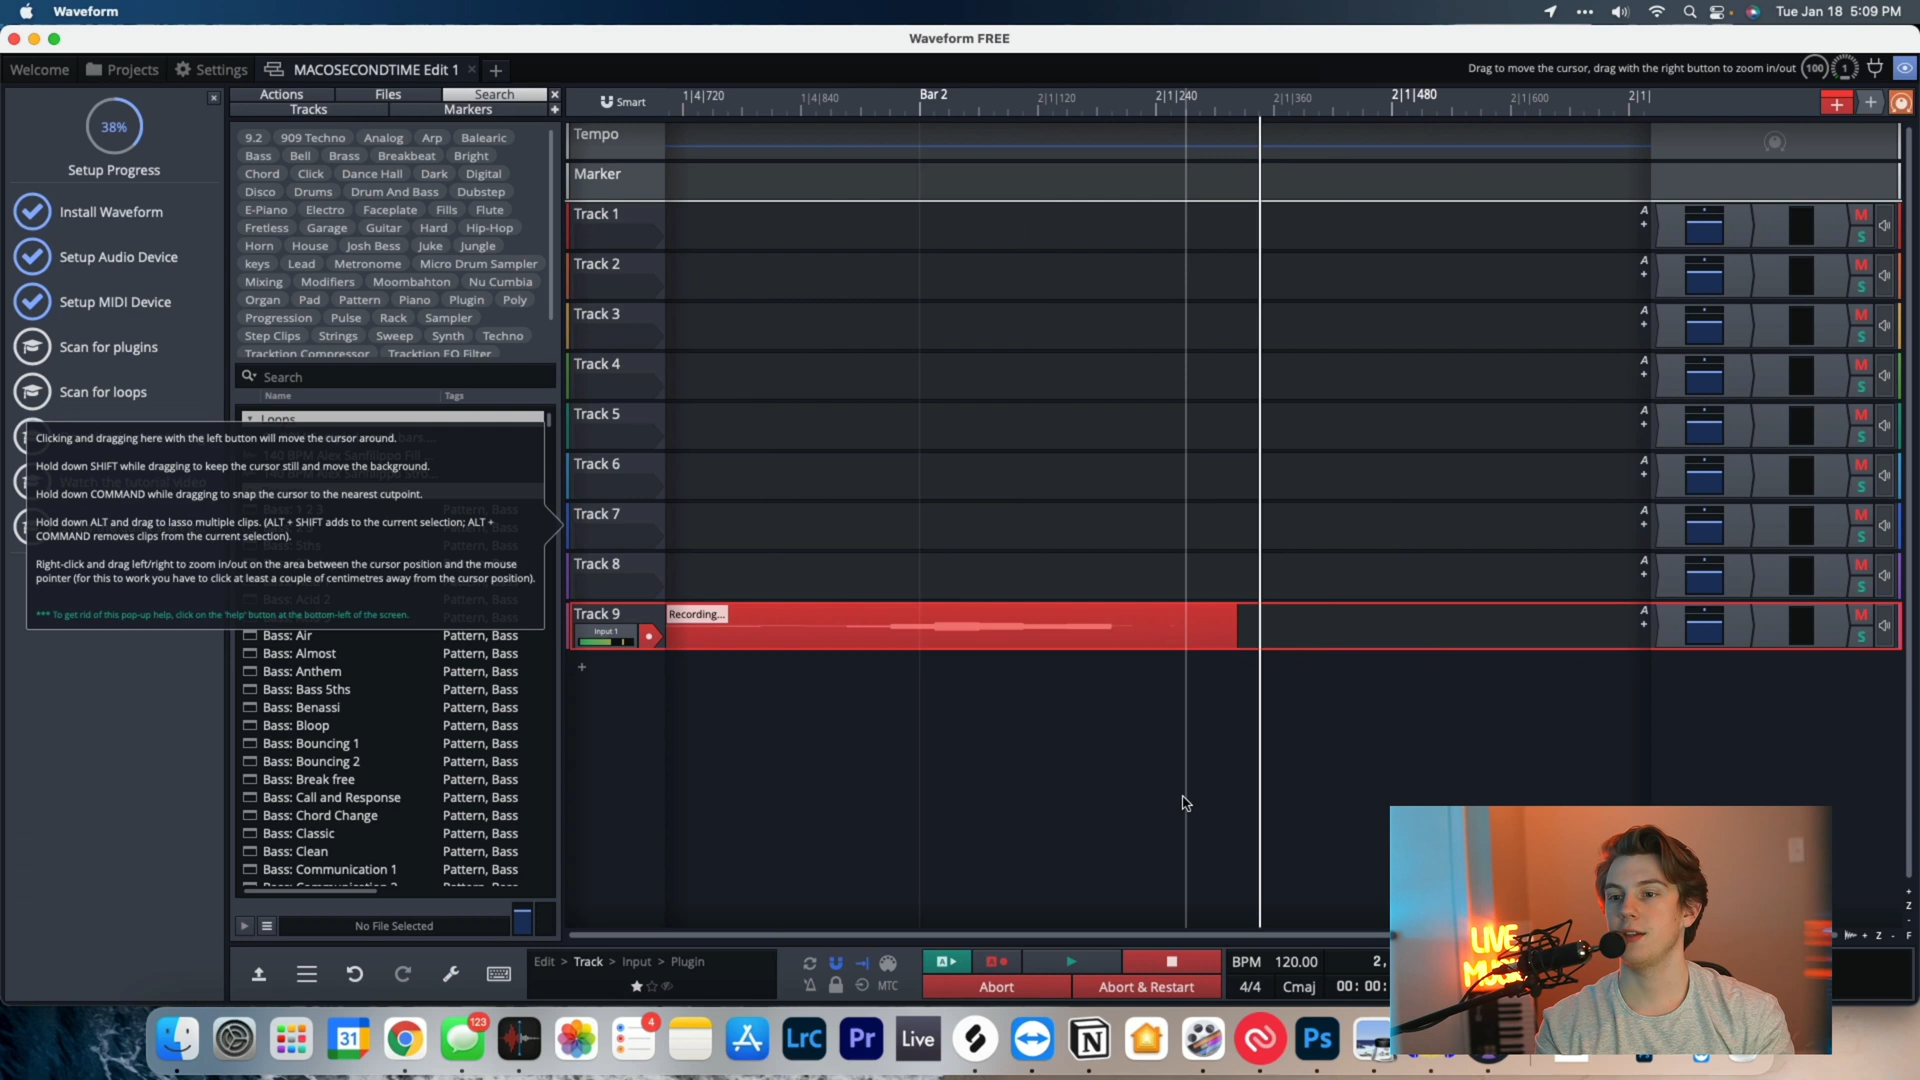 Waveform
Tue Jan 18 5:09 PM
Waveform FREE
Welcome
Projects
Settings
MACOSECONDTIME Edit 1
Drag to move the cursor, drag with the right button to zoom in/out
100
1
38%
Setup Progress
Install Waveform
Setup Audio Device
Setup MIDI Device
Scan for plugins
Scan for loops
Actions Files Search
Tracks Markers
9.2 909 Techno Analog Arp Balearic
Bass Bell Brass Breakbeat Bright
Chord Click Dance Hall Dark Digital
Disco Drums Drum And Bass Dubstep
E-Piano Electro Faceplate Fills Flute
Fretless Garage Guitar Hard Hip-Hop
Horn House Josh Bess Juke Jungle
keys Lead Metronome Micro Drum Sampler
Mixing Modifiers Moombahton Nu Cumbia
Organ Pad Pattern Piano Plugin Poly
Progression Pulse Rack Sampler
Step Clips Strings Sweep Synth Techno
Tracktion Compressor Tracktion EQ Filter
Search
Name Tags
Loops
Clicking and dragging here with the left button will move the cursor around.
Hold down SHIFT while dragging to keep the cursor still and move the background.
Hold down COMMAND while dragging to snap the cursor to the nearest cutpoint.
Hold down ALT and drag to lasso multiple clips. (ALT + SHIFT adds to the current selection; ALT +
COMMAND removes clips from the current selection).
Right-click and drag left/right to zoom in/out on the area between the cursor position and the mouse
pointer (for this to work you have to click at least a couple of centimetres away from the cursor position).
*** To get rid of this pop-up help, click on the 'help' button at the bottom-left of the screen.
Bass: Air Pattern, Bass
Bass: Almost Pattern, Bass
Bass: Anthem Pattern, Bass
Bass: Bass 5ths Pattern, Bass
Bass: Benassi Pattern, Bass
Bass: Bloop Pattern, Bass
Bass: Bouncing 1 Pattern, Bass
Bass: Bouncing 2 Pattern, Bass
Bass: Break free Pattern, Bass
Bass: Call and Response Pattern, Bass
Bass: Chord Change Pattern, Bass
Bass: Classic Pattern, Bass
Bass: Clean Pattern, Bass
Bass: Communication 1 Pattern, Bass
No File Selected
Smart
1|4|720 1|4|840 Bar 2 2|1|120 2|1|240 2|1|360 2|1|480 2|1|600 2|1|
Tempo
Marker
Track 1 A M S
Track 2 A M S
Track 3 A M S
Track 4 A M S
Track 5 A M S
Track 6 A M S
Track 7 A M S
Track 8 A M S
Track 9 A M S
Input 1
Recording...
Edit > Track > Input > Plugin
MTC
A
A
Abort
Abort & Restart
BPM 120.00 2,
4/4 Cmaj 00:00:
Z
Z
F
LIVE
MUSIC
31
123
4
LrC
Pr
Live
Ps